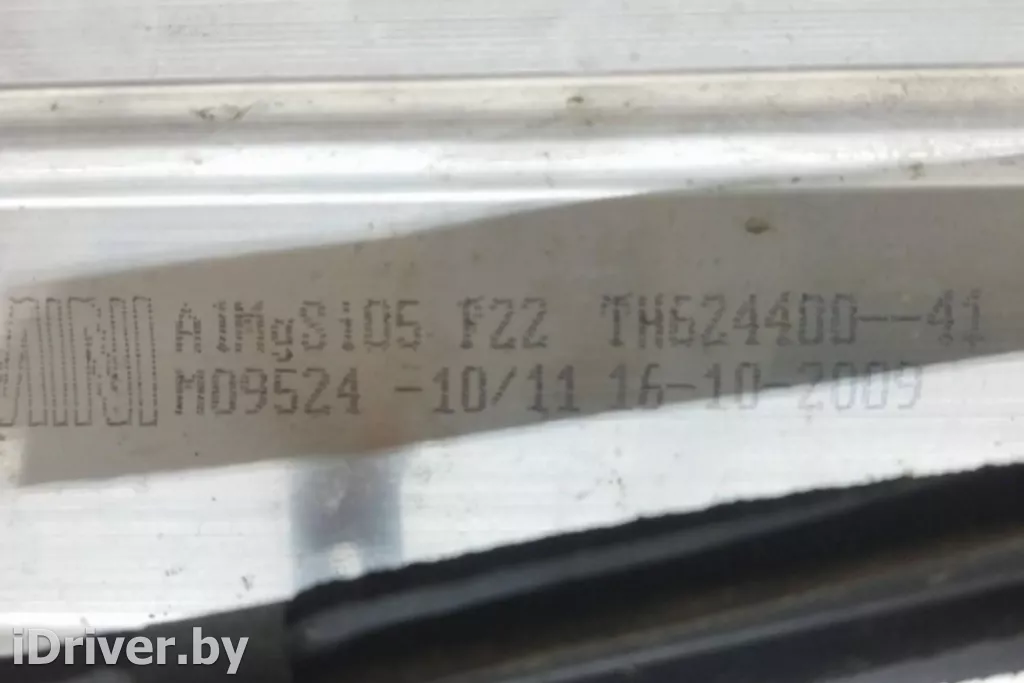 AlMgSi05 F22 TH624400--41
M09524 -10/11 16-10-2009
iDriver.by